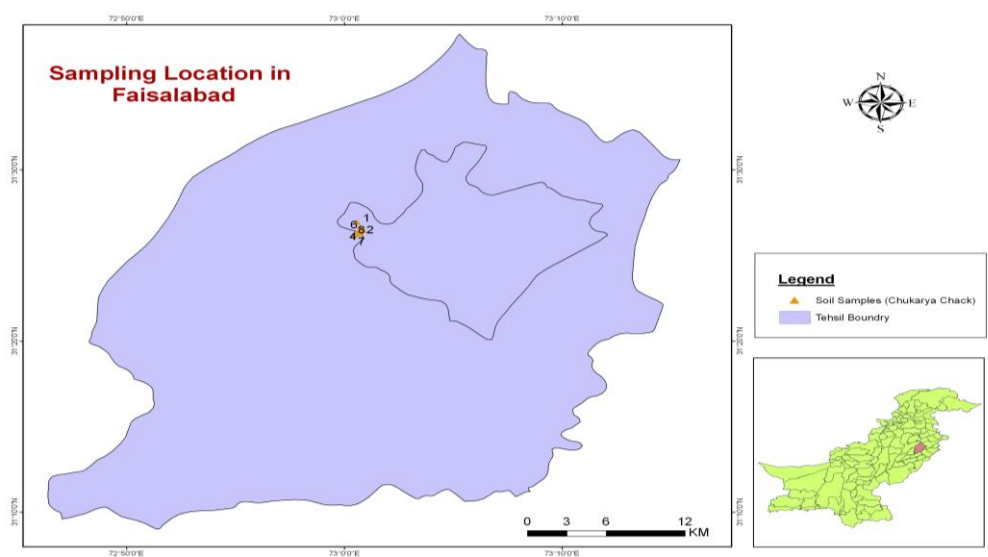 72°50'0"E 73°0'0"E 73°10'0"E
Sampling Location in
Faisalabad
N
W E
S
31°30'0"N 31°30'0"N
1
6
8 2
4
7
Legend
Soil Samples (Chukarya Chack)
Tehsil Boundry
31°20'0"N 31°20'0"N
31°10'0"N 31°10'0"N
0 3 6 12
KM
72°50'0"E 73°0'0"E 73°10'0"E